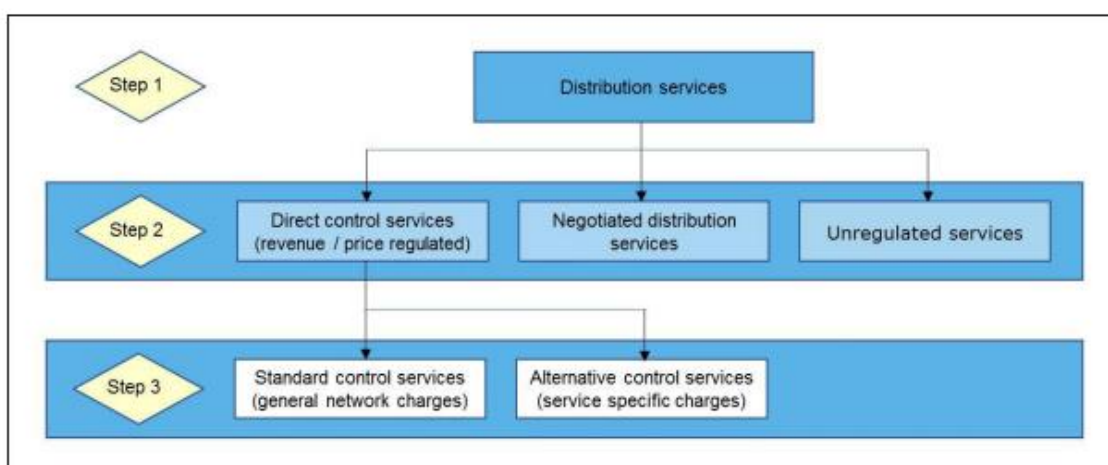 Step 1
Distribution services
Step 2
Direct control services
(revenue / price regulated)
Negotiated distribution
services
Unregulated services
Step 3
Standard control services
(general network charges)
Alternative control services
(service specific charges)